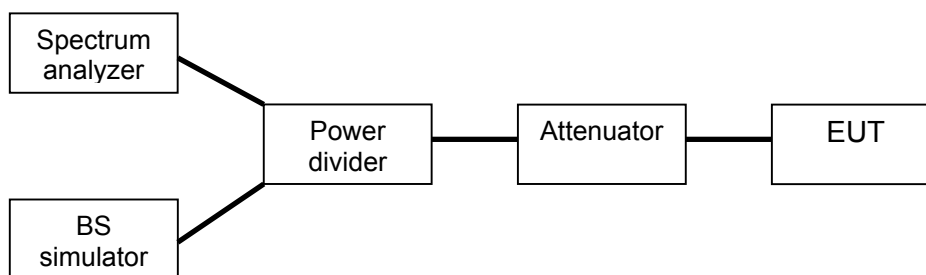 Spectrum
analyzer
Power
divider
Attenuator
EUT
BS
simulator